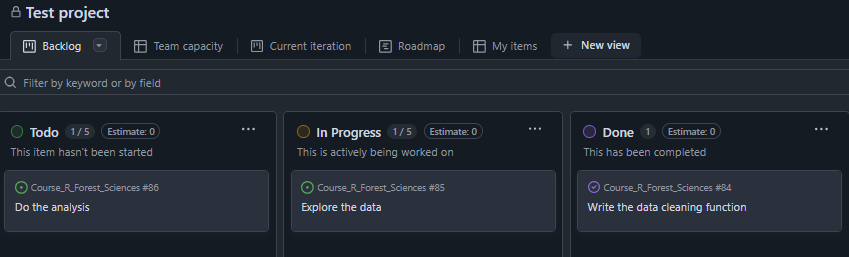 Test project
Backlog Team capacity Current iteration Roadmap My items + New view
Filter by keyword or by field
Todo 1 / 5 Estimate: 0 ...
This item hasn't been started
Course_R_Forest_Sciences #86
Do the analysis
In Progress 1 / 5 Estimate: 0 ...
This is actively being worked on
Course_R_Forest_Sciences #85
Explore the data
Done 1 Estimate: 0 ...
This has been completed
Course_R_Forest_Sciences #84
Write the data cleaning function